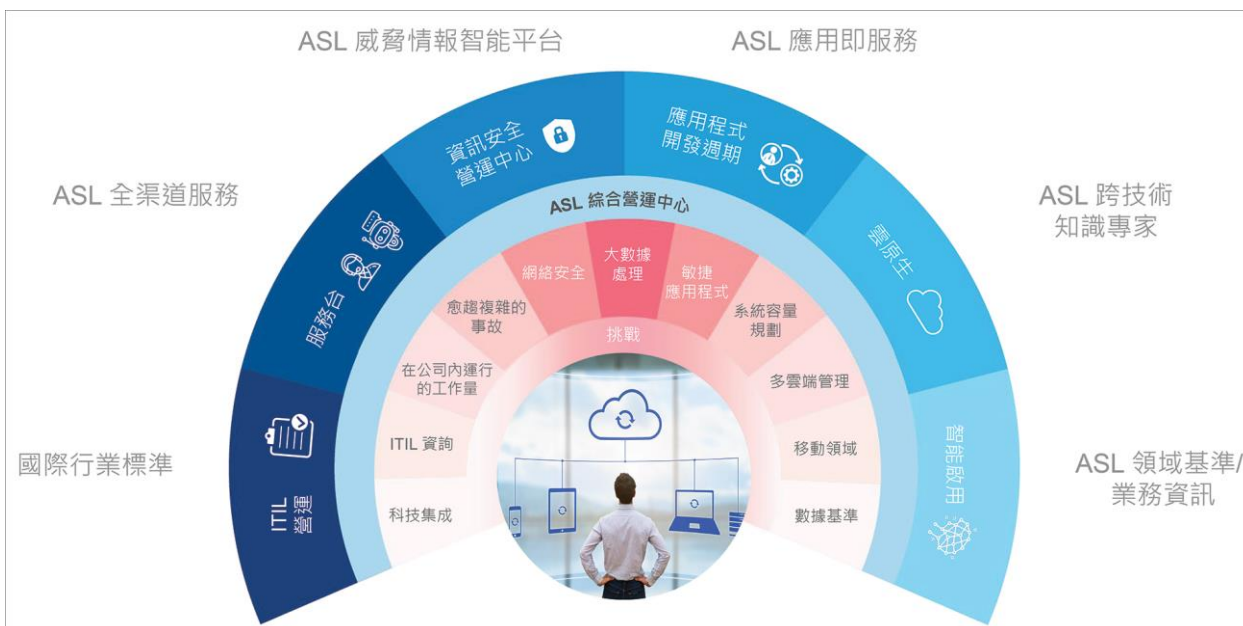 ASL 威脅情報智能平台
ASL 應用即服務
ASL 全渠道服務
ASL 跨技術
知識專家
國際行業標準
ASL 領域基準/
業務資訊
ITIL
營運
服務台
資訊安全
營運中心
應用程式
開發週期
雲原生
智能啟用
ASL 綜合營運中心
科技集成
ITIL 資詢
在公司內運行
的工作量
愈趨複雜的
事故
網絡安全
大數據
處理
敏捷
應用程式
系統容量
規劃
多雲端管理
移動領域
數據基準
挑戰